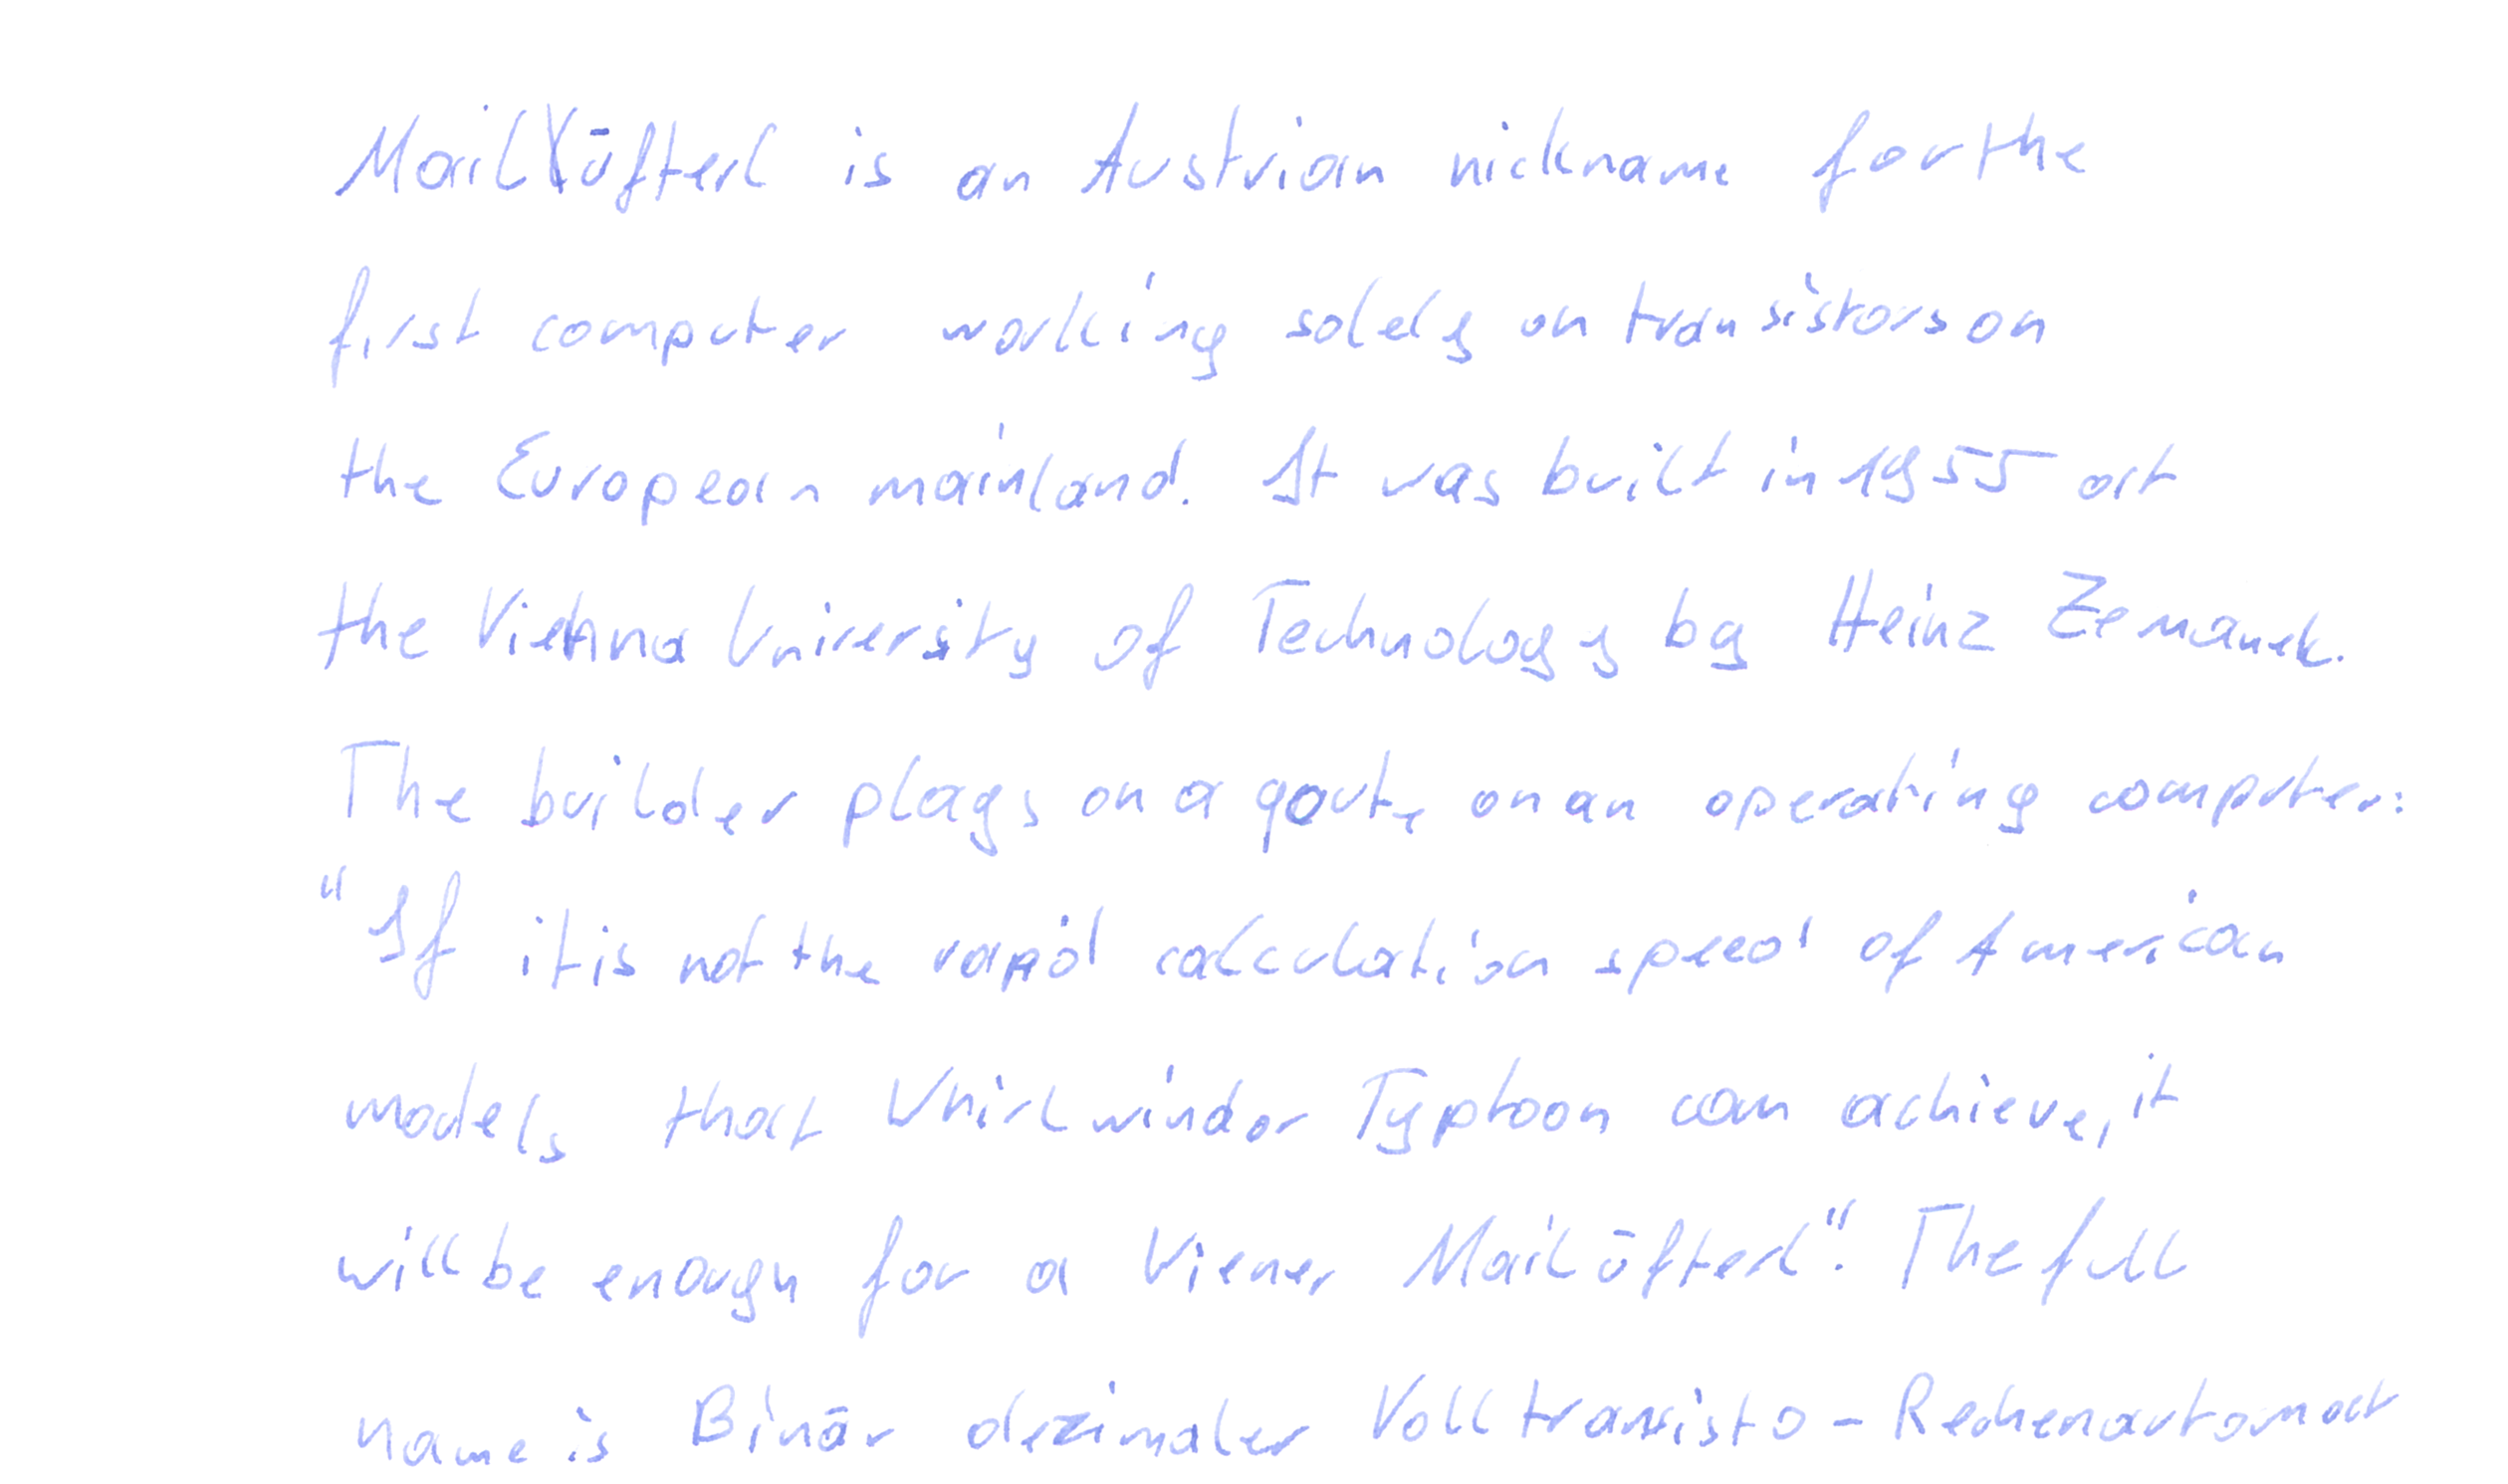 Mailüfterl is an Austrian nickname for the
first computer working solely on transistors on
the European mainland. It was built in 1955 at
the Vienna University of Technology by Heinz Zemanek.
The builder plays on a qoute on an operating computer:
"If it is not the rapid calculation speed of American
models that Whirlwind or Typhoon can achieve, it
will be enough for a Wiener Mailüfterl". The full
name is Binär dezimaler Volltransisto-Rechenautomat